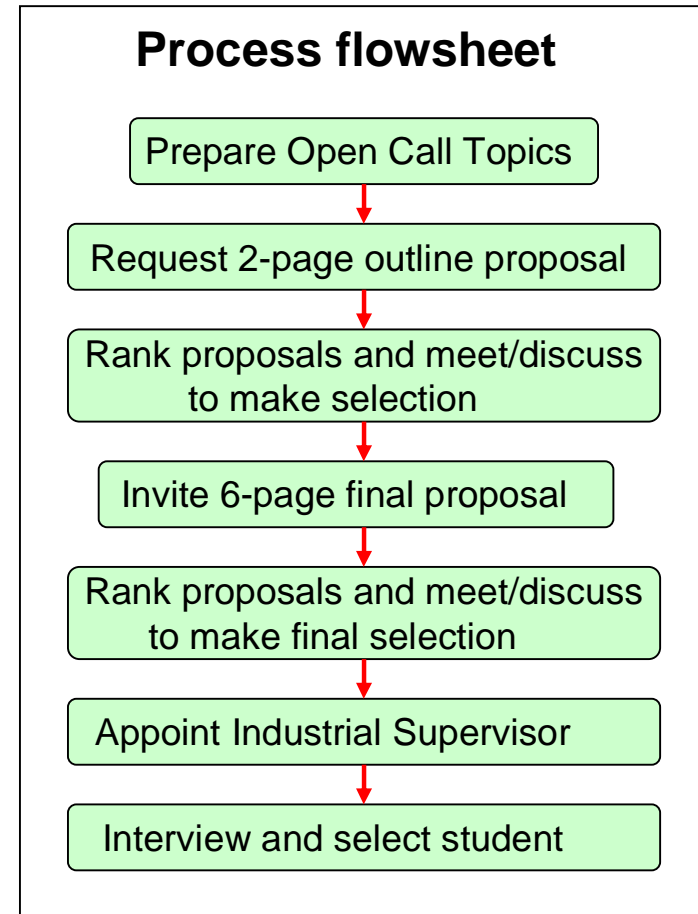 Process flowsheet
Prepare Open Call Topics
Request 2-page outline proposal
Rank proposals and meet/discuss
to make selection
Invite 6-page final proposal
Rank proposals and meet/discuss
to make final selection
Appoint Industrial Supervisor
Interview and select student